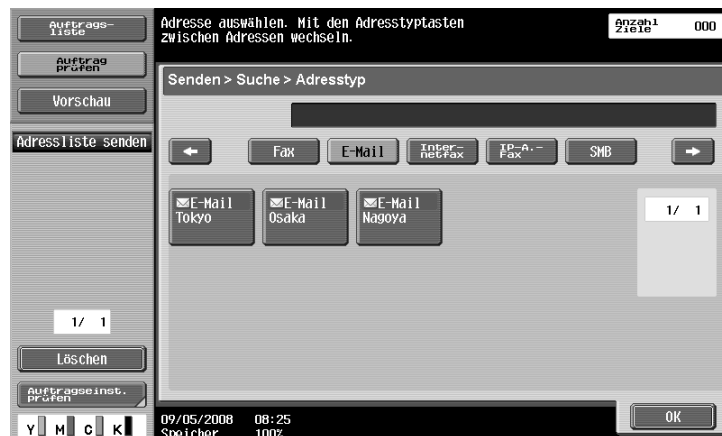 Auftrags-
liste
Auftrag
prüfen
Vorschau
Adressliste senden
1/ 1
Löschen
Auftragseinst.
prüfen
Y M C K
Adresse auswählen. Mit den Adresstyptasten
zwischen Adressen wechseln.
Anzahl
Ziele 000
Senden > Suche > Adresstyp
Fax E-Mail Inter-
netfax IP-A.-
Fax SMB
E-Mail
Tokyo
E-Mail
Osaka
E-Mail
Nagoya
1/ 1
09/05/2008 08:25
Speicher 100%
OK